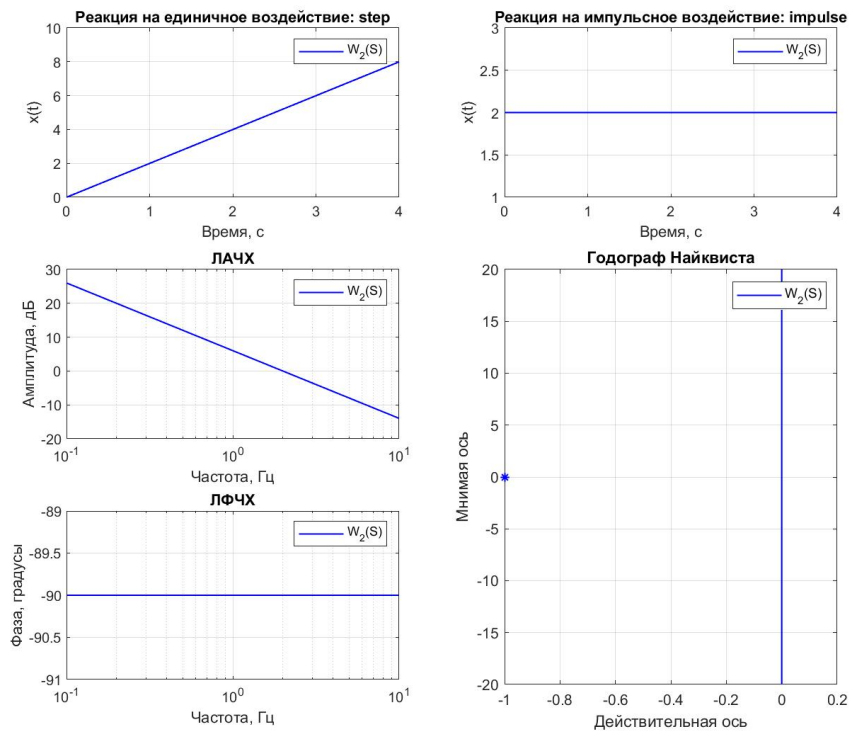 Реакция на единичное воздействие: step
10
8
6
4
2
0
x(t)
W2(S)
0 1 2 3 4
Время, с
Реакция на импульсное воздействие: impulse
3
2.5
2
1.5
1
x(t)
W2(S)
0 1 2 3 4
Время, с
ЛАЧХ
30
20
10
0
-10
-20
Амплитуда, дБ
W2(S)
10-1 100 101
Частота, Гц
ЛФЧХ
-89
-89.5
-90
-90.5
-91
Фаза, градусы
W2(S)
10-1 100 101
Частота, Гц
Годограф Найквиста
20
15
10
5
0
-5
-10
-15
-20
Мнимая ось
W2(S)
-1 -0.8 -0.6 -0.4 -0.2 0 0.2
Действительная ось